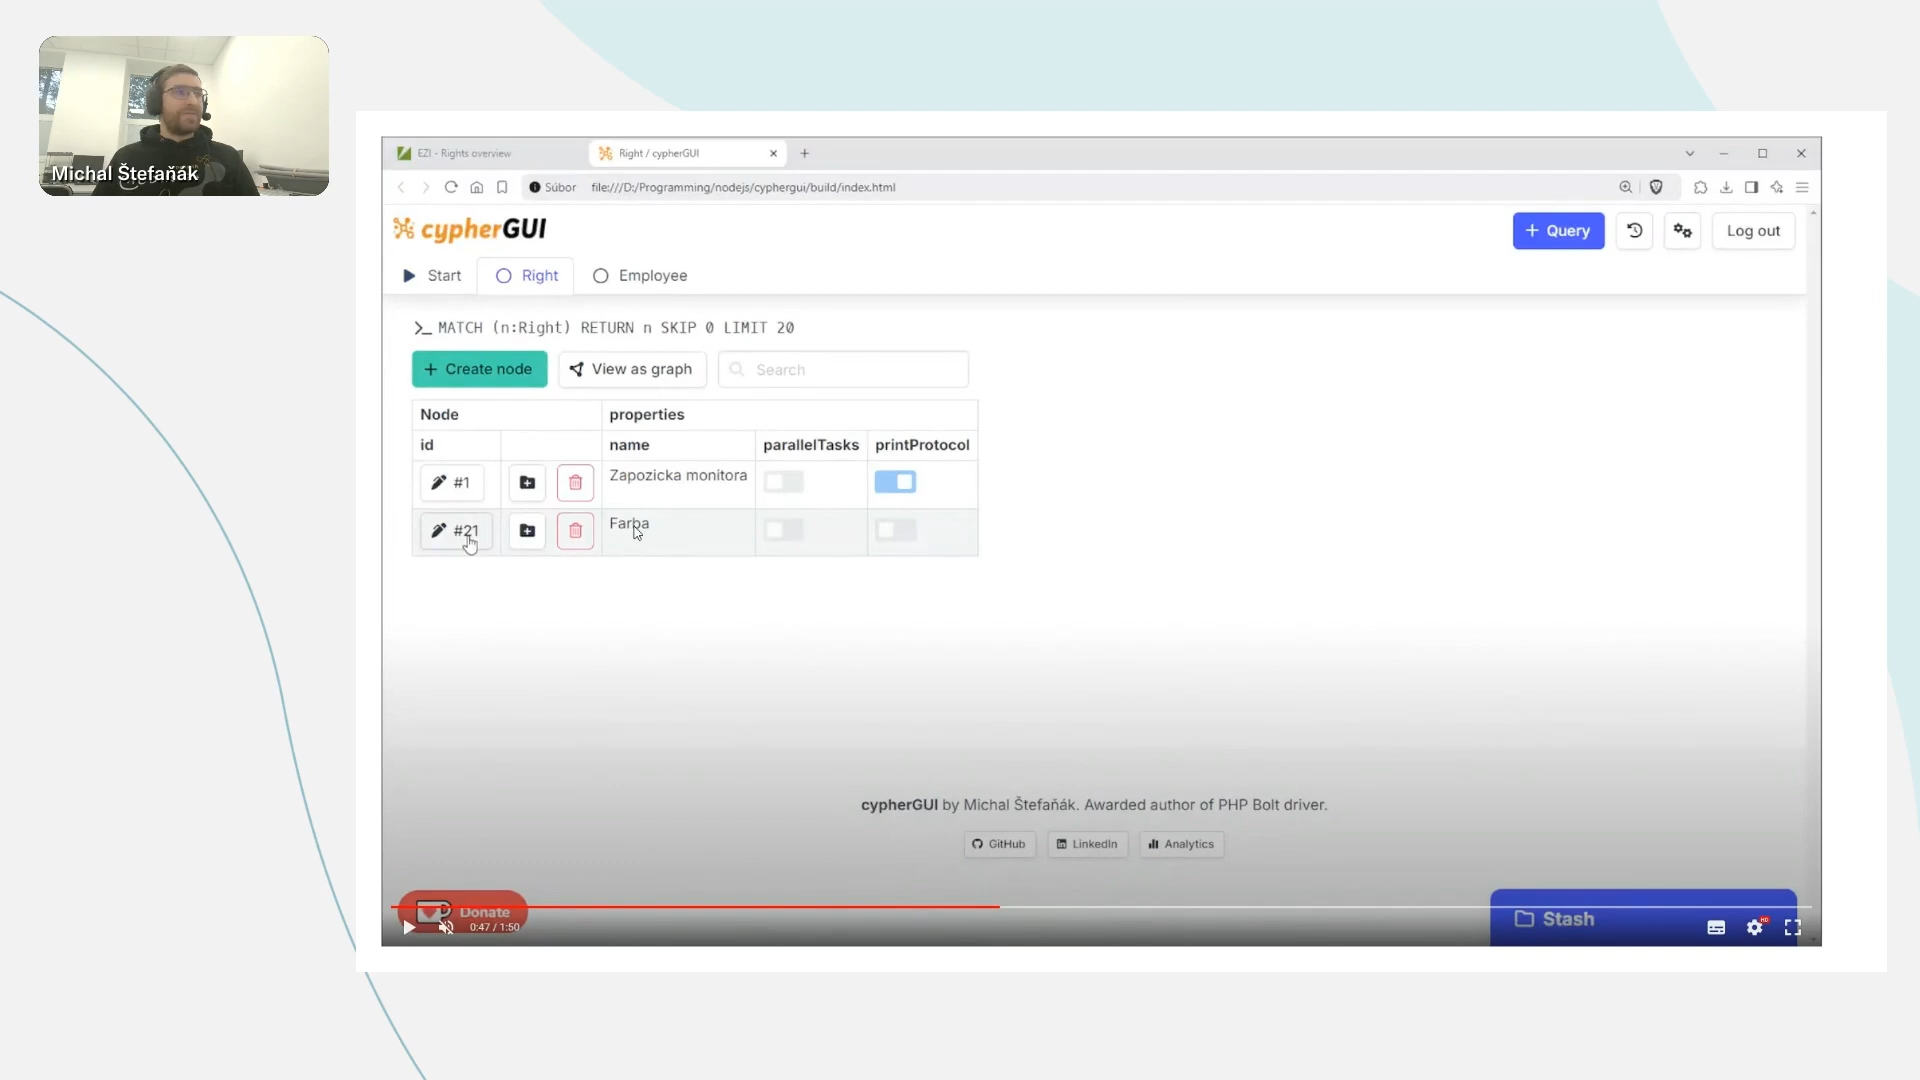 Michal Štefaňák
EZI - Rights overview
Right / cypherGUI
Súbor file:///D:/Programming/nodejs/cyphergui/build/index.html
cypherGUI
+ Query
Log out
Start
Right
Employee
>_ MATCH (n:Right) RETURN n SKIP 0 LIMIT 20
+ Create node
View as graph
Search
Node properties
id name parallelTasks printProtocol
#1 Zapozicka monitora
#21 Farba
cypherGUI by Michal Štefaňák. Awarded author of PHP Bolt driver.
GitHub
LinkedIn
Analytics
Donate
Stash
0:47 / 1:50
HD